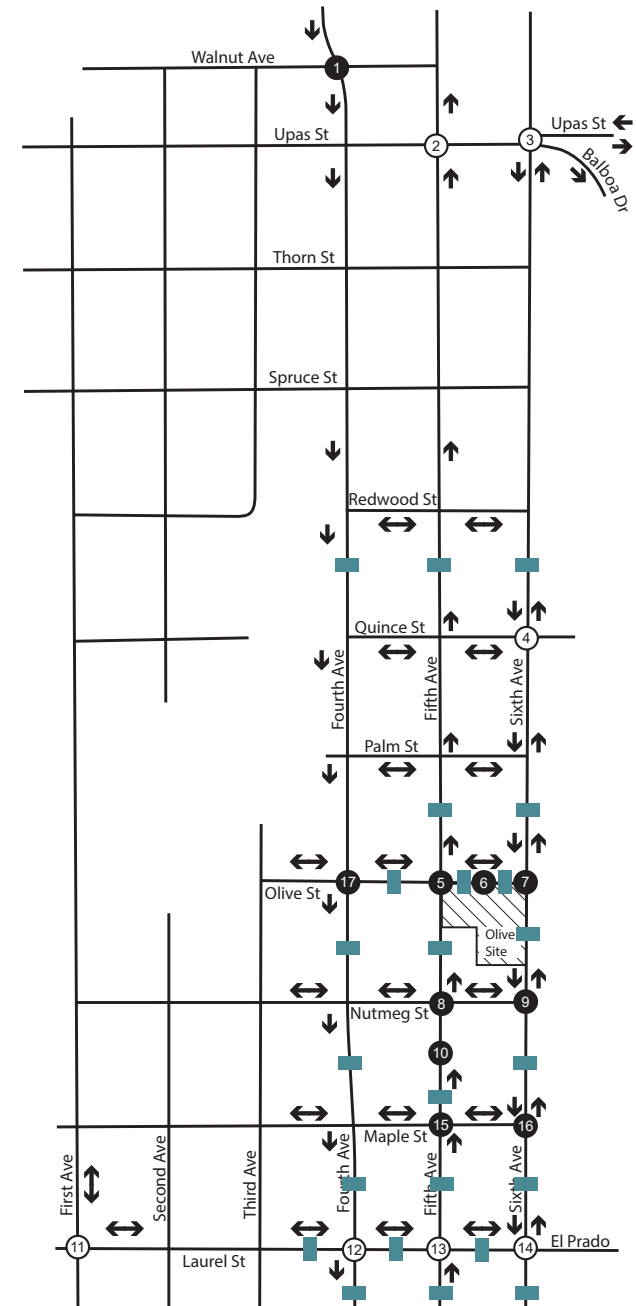 Walnut Ave
1
Upas St
2
3
Upas St
Balboa Dr
Thorn St
Spruce St
Redwood St
Quince St
4
Fourth Ave
Fifth Ave
Sixth Ave
Palm St
Olive St
17
5
6
7
Olive
Site
Nutmeg St
8
9
10
Maple St
15
16
First Ave
Second Ave
Third Ave
Fourth Ave
Fifth Ave
Sixth Ave
11
Laurel St
12
13
14
El Prado